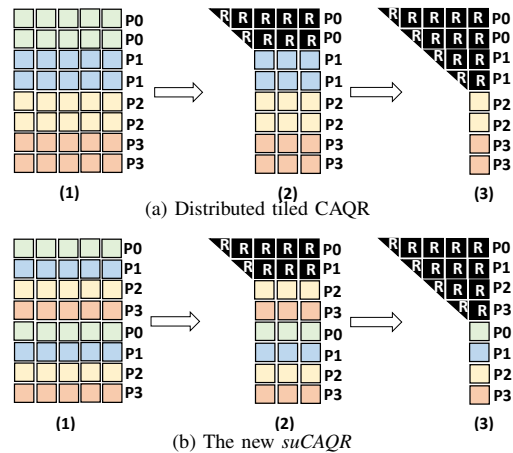 P0 R R R R R P0 R R R R R P0
P0 R R R R P0 R R R R P0
P1 P1 R R R P1
P1 P1 R R P1
P2 P2 P2
P2 P2 P2
P3 P3 P3
P3 P3 P3
(1) (2) (3)
(a) Distributed tiled CAQR
P0 R R R R R P0 R R R R R P0
P1 R R R R P1 R R R R P1
P2 P2 R R R P2
P3 P3 R R P3
P0 P0 P0
P1 P1 P1
P2 P2 P2
P3 P3 P3
(1) (2) (3)
(b) The new suCAQR